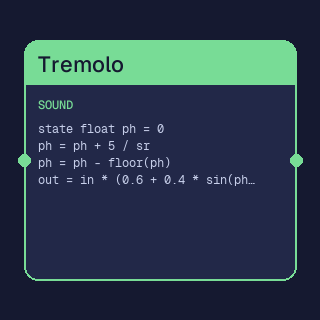 Tremolo
SOUND
state float ph = 0
ph = ph + 5 / sr
ph = ph - floor(ph)
out = in * (0.6 + 0.4 * sin(ph…